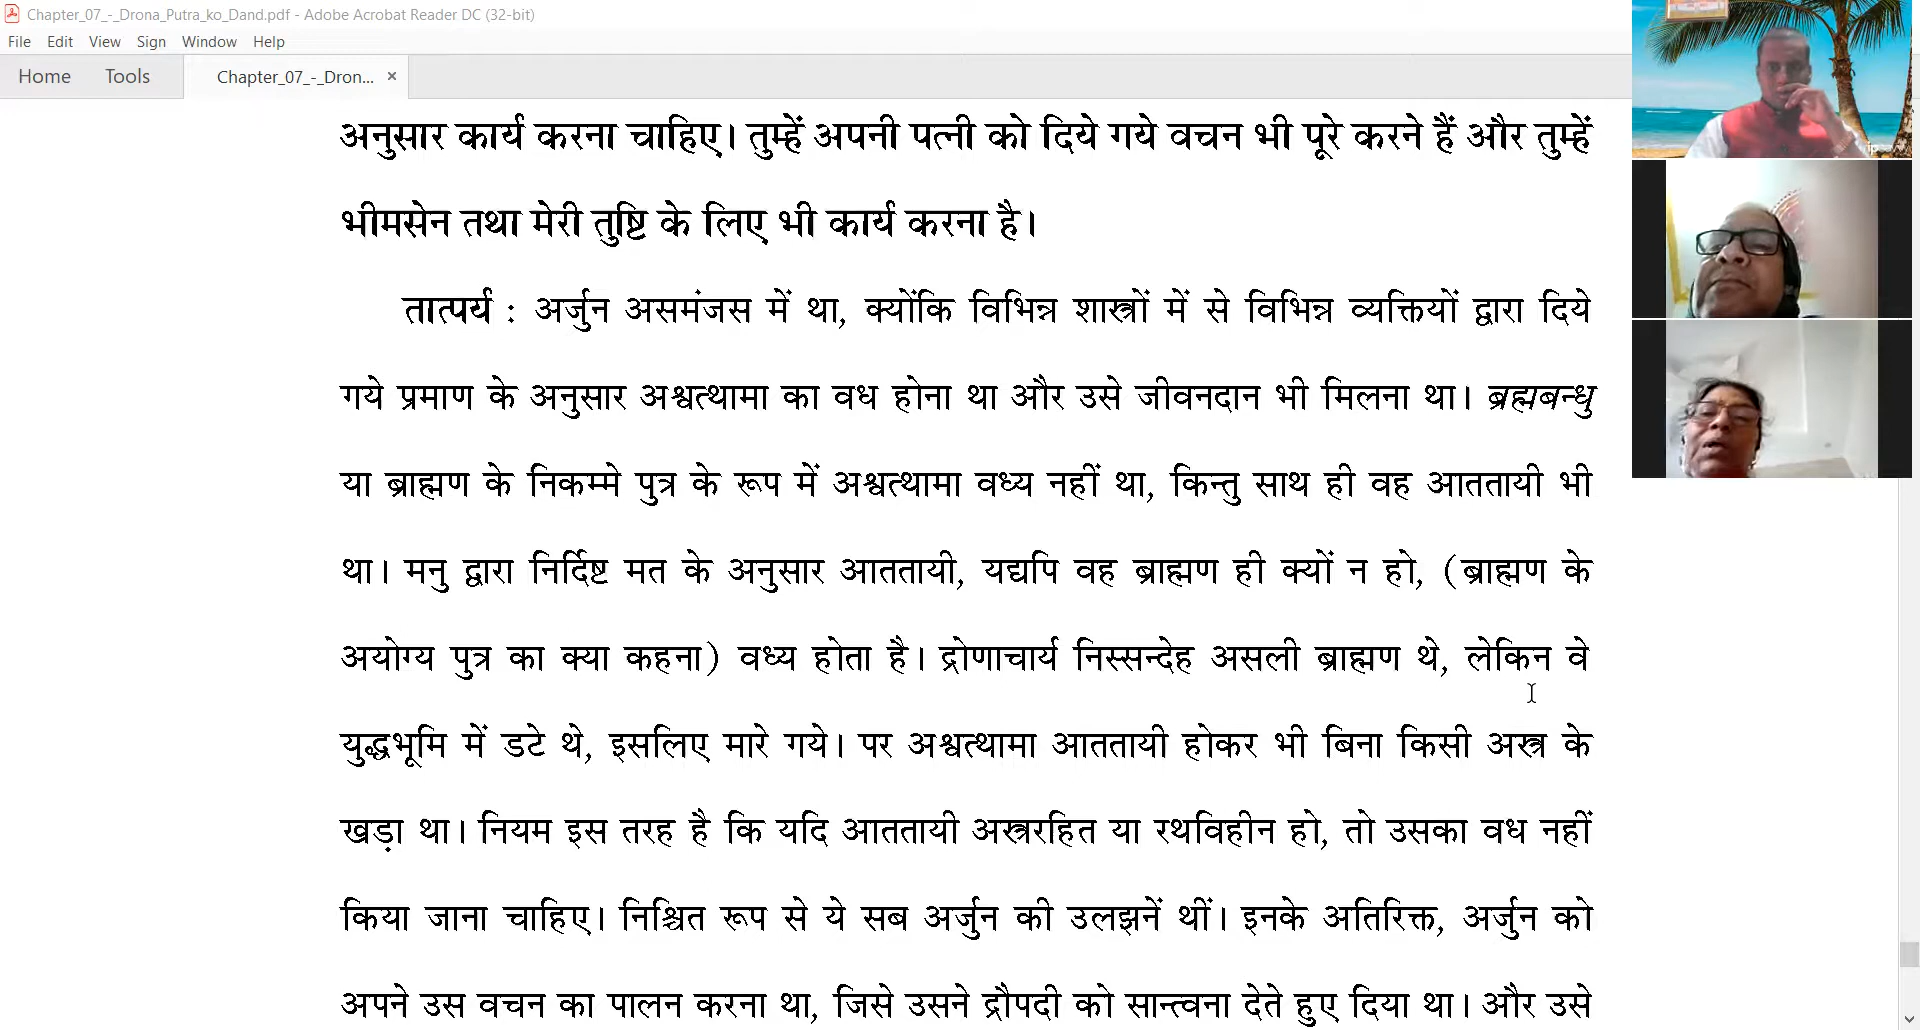 Chapter_07_-_Drona_Putra_ko_Dand.pdf - Adobe Acrobat Reader DC (32-bit)
File Edit View Sign Window Help
Home Tools Chapter_07_-_Dron... ×
अनुसार कार्य करना चाहिए। तुम्हें अपनी पत्नी को दिये गये वचन भी पूरे करने हैं और तुम्हें
भीमसेन तथा मेरी तुष्टि के लिए भी कार्य करना है।
तात्पर्य : अर्जुन असमंजस में था, क्योंकि विभिन्न शास्त्रों में से विभिन्न व्यक्तियों द्वारा दिये
गये प्रमाण के अनुसार अश्वत्थामा का वध होना था और उसे जीवनदान भी मिलना था। ब्रह्मबन्धु
या ब्राह्मण के निकम्मे पुत्र के रूप में अश्वत्थामा वध्य नहीं था, किन्तु साथ ही वह आततायी भी
था। मनु द्वारा निर्दिष्ट मत के अनुसार आततायी, यद्यपि वह ब्राह्मण ही क्यों न हो, (ब्राह्मण के
अयोग्य पुत्र का क्या कहना) वध्य होता है। द्रोणाचार्य निस्सन्देह असली ब्राह्मण थे, लेकिन वे
युद्धभूमि में डटे थे, इसलिए मारे गये। पर अश्वत्थामा आततायी होकर भी बिना किसी अस्त्र के
खड़ा था। नियम इस तरह है कि यदि आततायी अस्त्ररहित या रथविहीन हो, तो उसका वध नहीं
किया जाना चाहिए। निश्चित रूप से ये सब अर्जुन की उलझनें थीं। इनके अतिरिक्त, अर्जुन को
अपने उस वचन का पालन करना था, जिसे उसने द्रौपदी को सान्त्वना देते हुए दिया था। और उसे